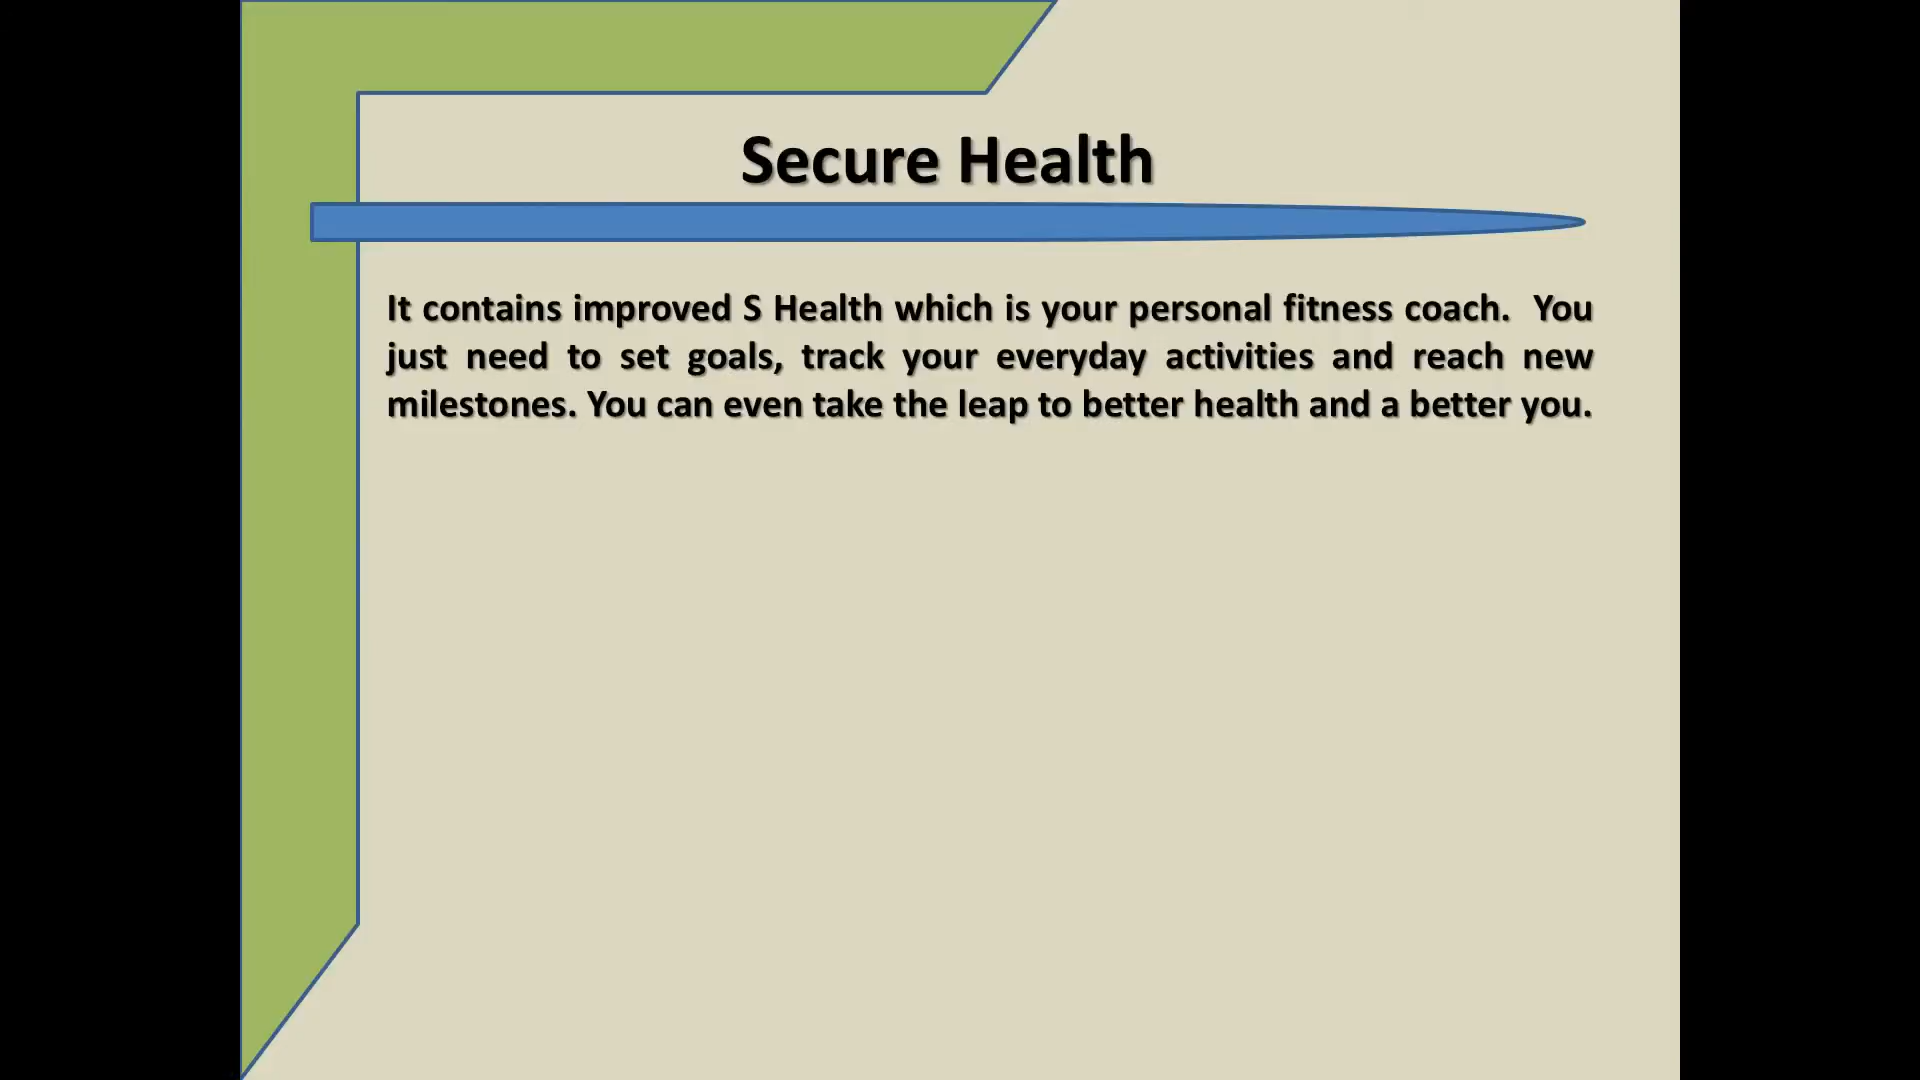 Secure Health
It contains improved S Health which is your personal fitness coach.  You
just need to set goals, track your everyday activities and reach new
milestones. You can even take the leap to better health and a better you.